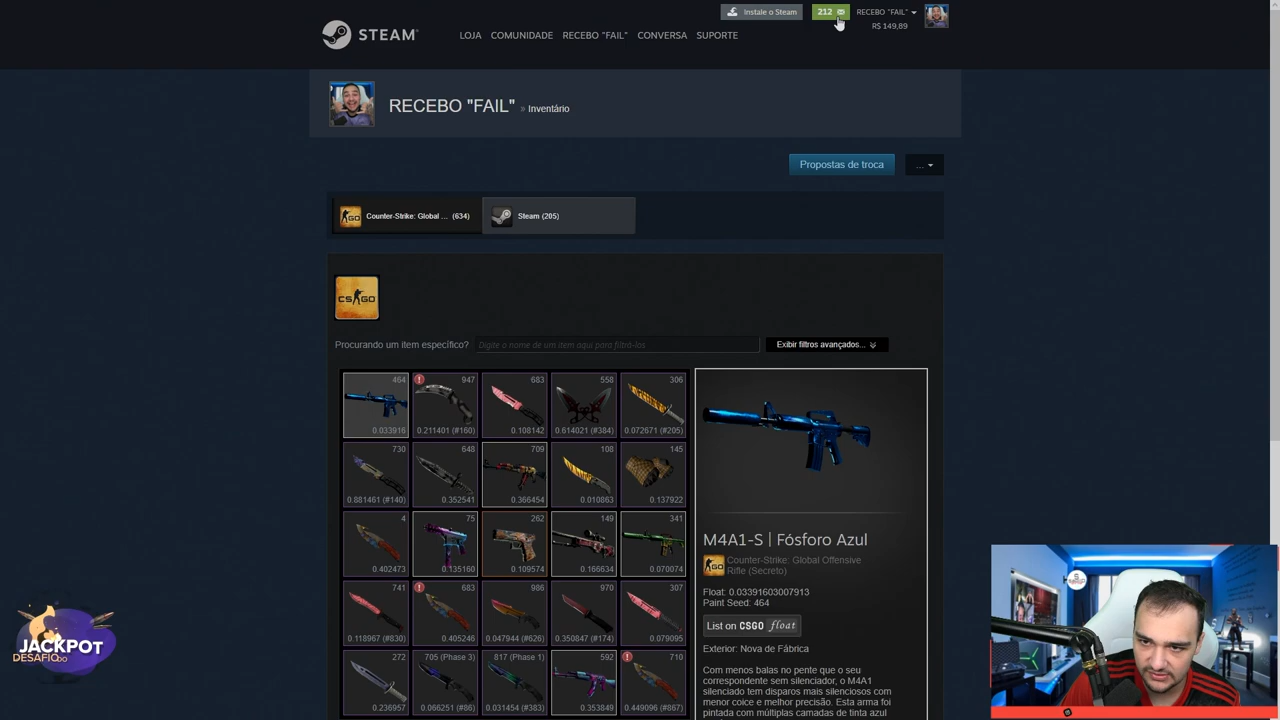 Instale o Steam
212
RECEBO "FAIL"
R$ 149,89
STEAM
LOJA COMUNIDADE RECEBO "FAIL" CONVERSA SUPORTE
RECEBO "FAIL" » Inventário
Propostas de troca
...
Counter-Strike: Global ... (634)
Steam (205)
CS GO
Procurando um item específico?
Digite o nome de um item aqui para filtrá-los
Exibir filtros avançados...
464 947 683 558 306
0.033916 0.211401 (#160) 0.108142 0.614021 (#384) 0.072671 (#205)
730 648 709 108 145
0.881461 (#140) 0.352541 0.366454 0.010863 0.137922
4 75 262 149 341
0.402473 0.135160 0.109574 0.166634 0.070074
741 683 986 970 307
0.118967 (#830) 0.405246 0.047944 (#626) 0.350847 (#174) 0.079095
272 705 (Phase 3) 817 (Phase 1) 592 710
0.236957 0.066251 (#86) 0.031454 (#383) 0.353849 0.449096 (#867)
M4A1-S | Fósforo Azul
Counter-Strike: Global Offensive
Rifle (Secreto)
Float: 0.03391603007913
Paint Seed: 464
List on CSGO float
Exterior: Nova de Fábrica
Com menos balas no pente que o seu
correspondente sem silenciador, o M4A1
silenciado tem disparos mais silenciosos com
menor coice e melhor precisão. Esta arma foi
pintada com múltiplas camadas de tinta azul
DESAFIO DO
JACKPOT